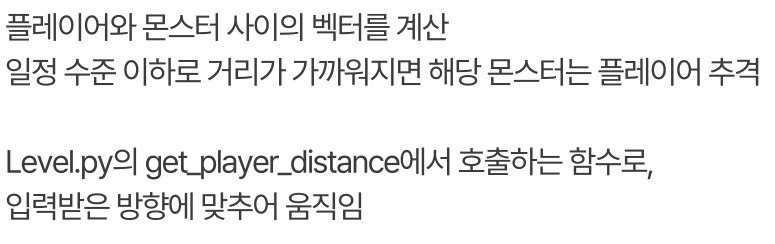 플레이어와 몬스터 사이의 벡터를 계산
일정 수준 이하로 거리가 가까워지면 해당 몬스터는 플레이어 추격
Level.py의 get_player_distance에서 호출하는 함수로,
입력받은 방향에 맞추어 움직임